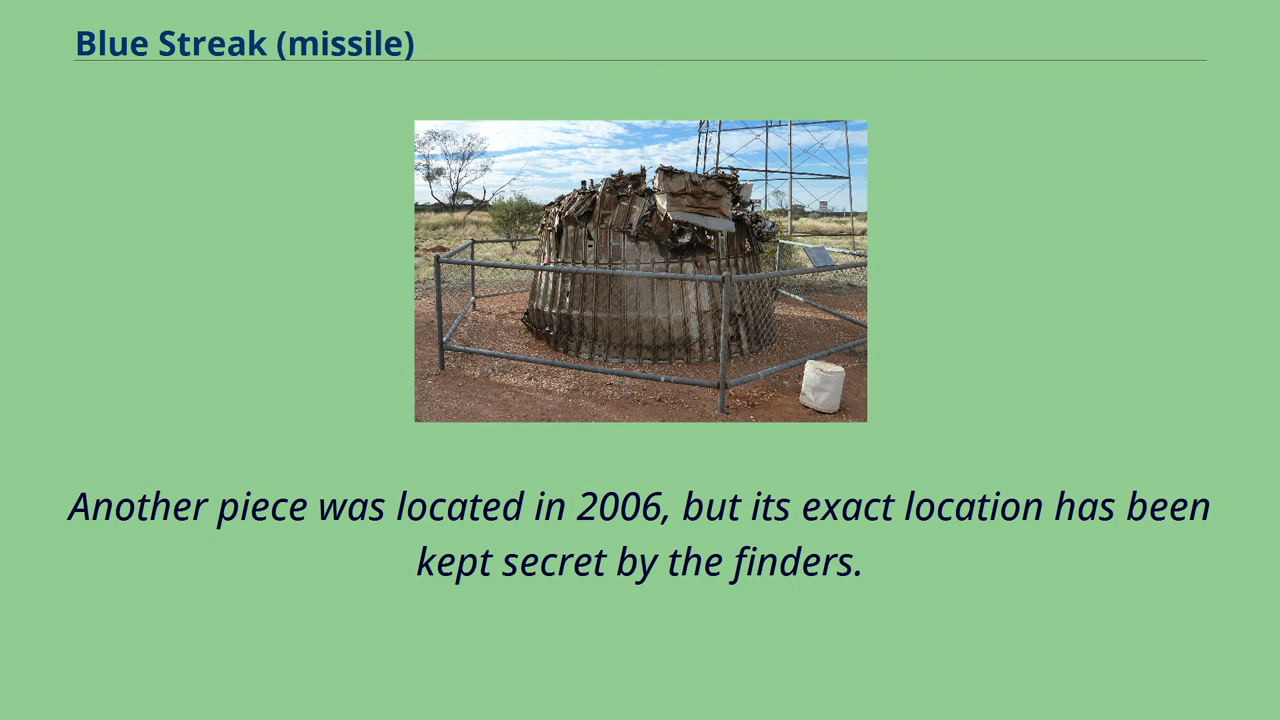 Blue Streak (missile)
Another piece was located in 2006, but its exact location has been
kept secret by the finders.